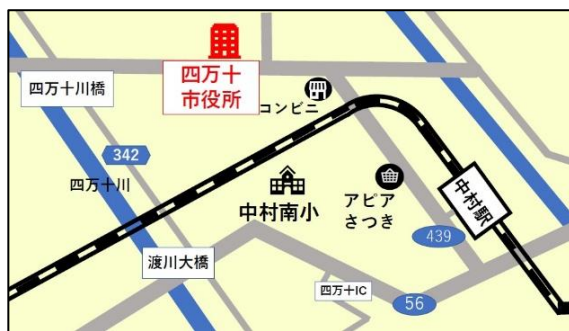 四万十
市役所
四万十川橋
コンビニ
342
四万十川
中村南小
アピア
さつき
中村駅
439
渡川大橋
四万十IC
56